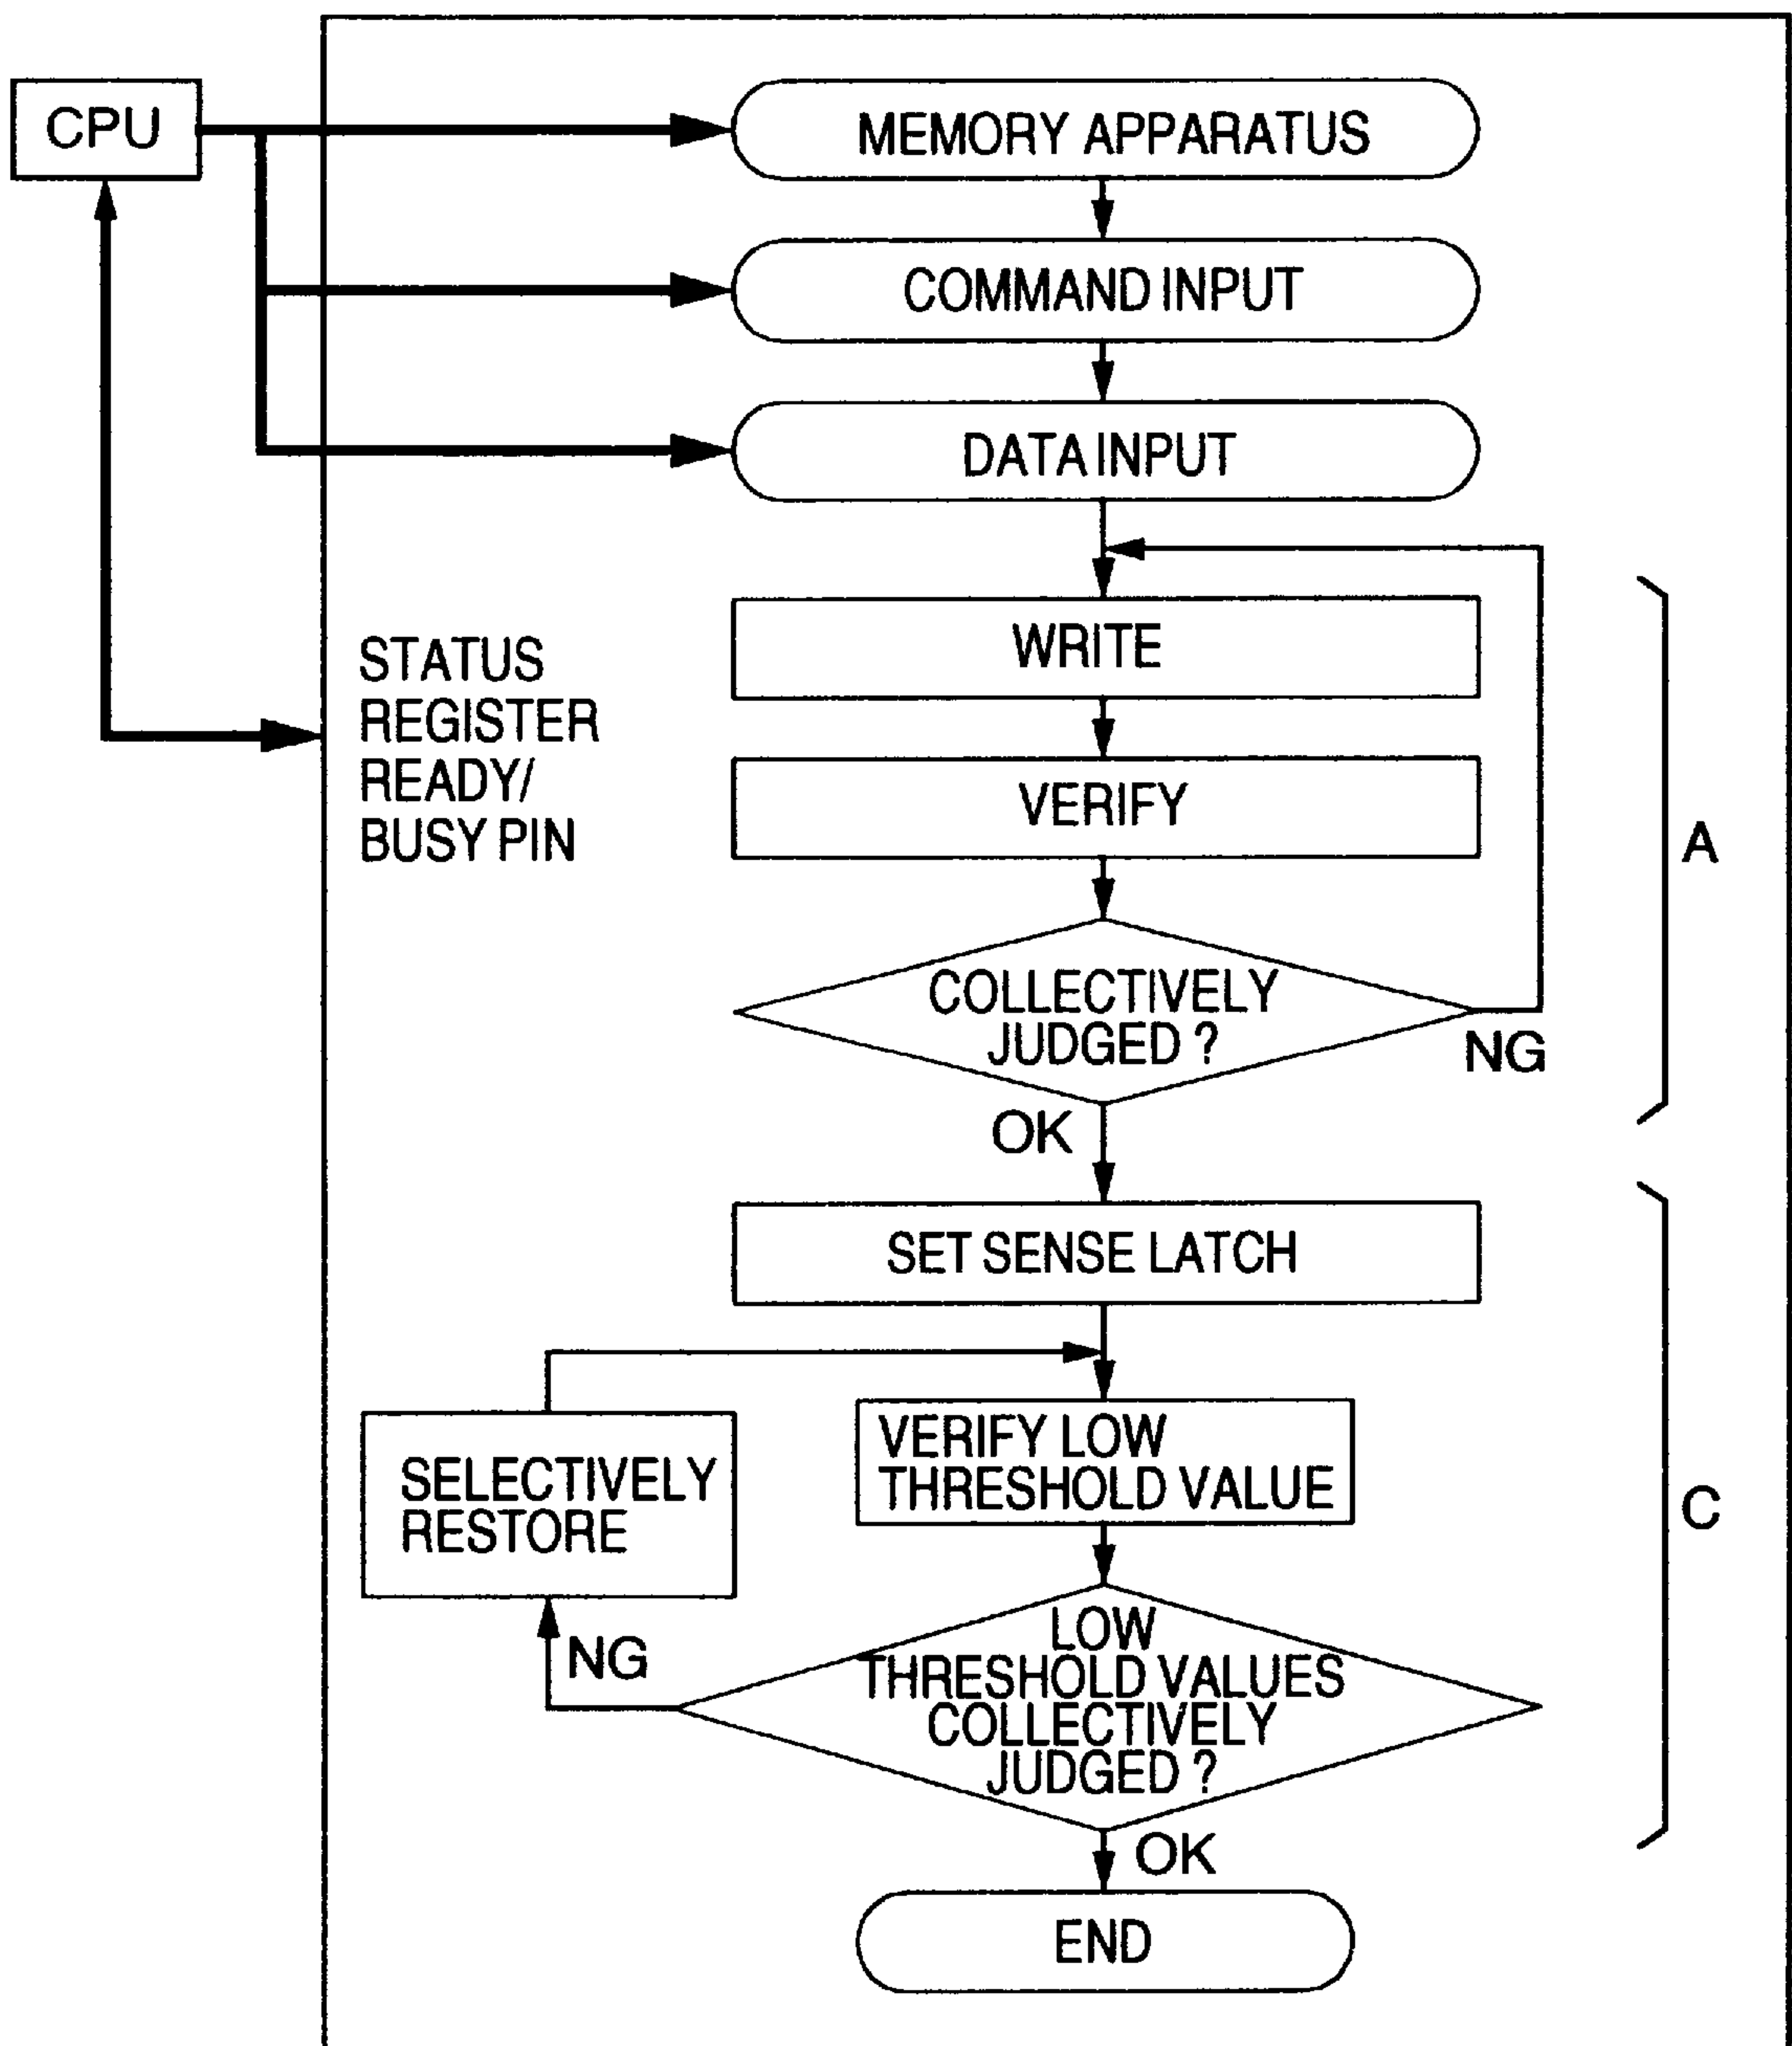 CPU
MEMORY APPARATUS
COMMAND INPUT
DATA INPUT
STATUS
REGISTER
READY/
BUSY PIN
WRITE
VERIFY
A
COLLECTIVELY
JUDGED ?
NG
OK
SET SENSE LATCH
SELECTIVELY
RESTORE
VERIFY LOW
THRESHOLD VALUE
C
NG
LOW
THRESHOLD VALUES
COLLECTIVELY
JUDGED ?
OK
END